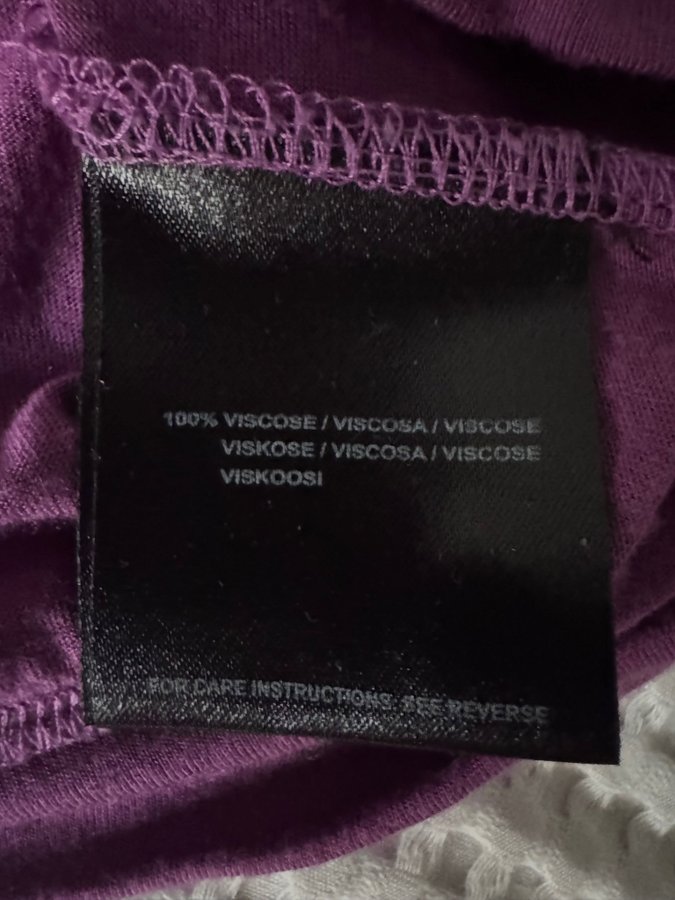 100% VISCOSE / VISCOSA / VISCOSE
VISKOSE / VISCOSA / VISCOSE
VISKOOSI
FOR CARE INSTRUCTIONS, SEE REVERSE